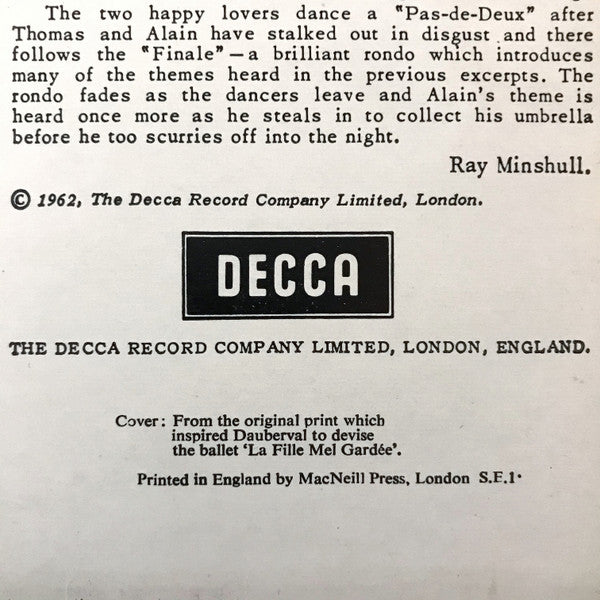 The two happy lovers dance a "Pas-de-Deux" after
Thomas and Alain have stalked out in disgust and there
follows the "Finale" — a brilliant rondo which introduces
many of the themes heard in the previous excerpts. The
rondo fades as the dancers leave and Alain's theme is
heard once more as he steals in to collect his umbrella
before he too scurries off into the night.
Ray Minshull.
© 1962, The Decca Record Company Limited, London.
DECCA
THE DECCA RECORD COMPANY LIMITED, LONDON, ENGLAND.
Cover: From the original print which
inspired Dauberval to devise
the ballet 'La Fille Mel Gardée'.
Printed in England by MacNeill Press, London S.E.1.